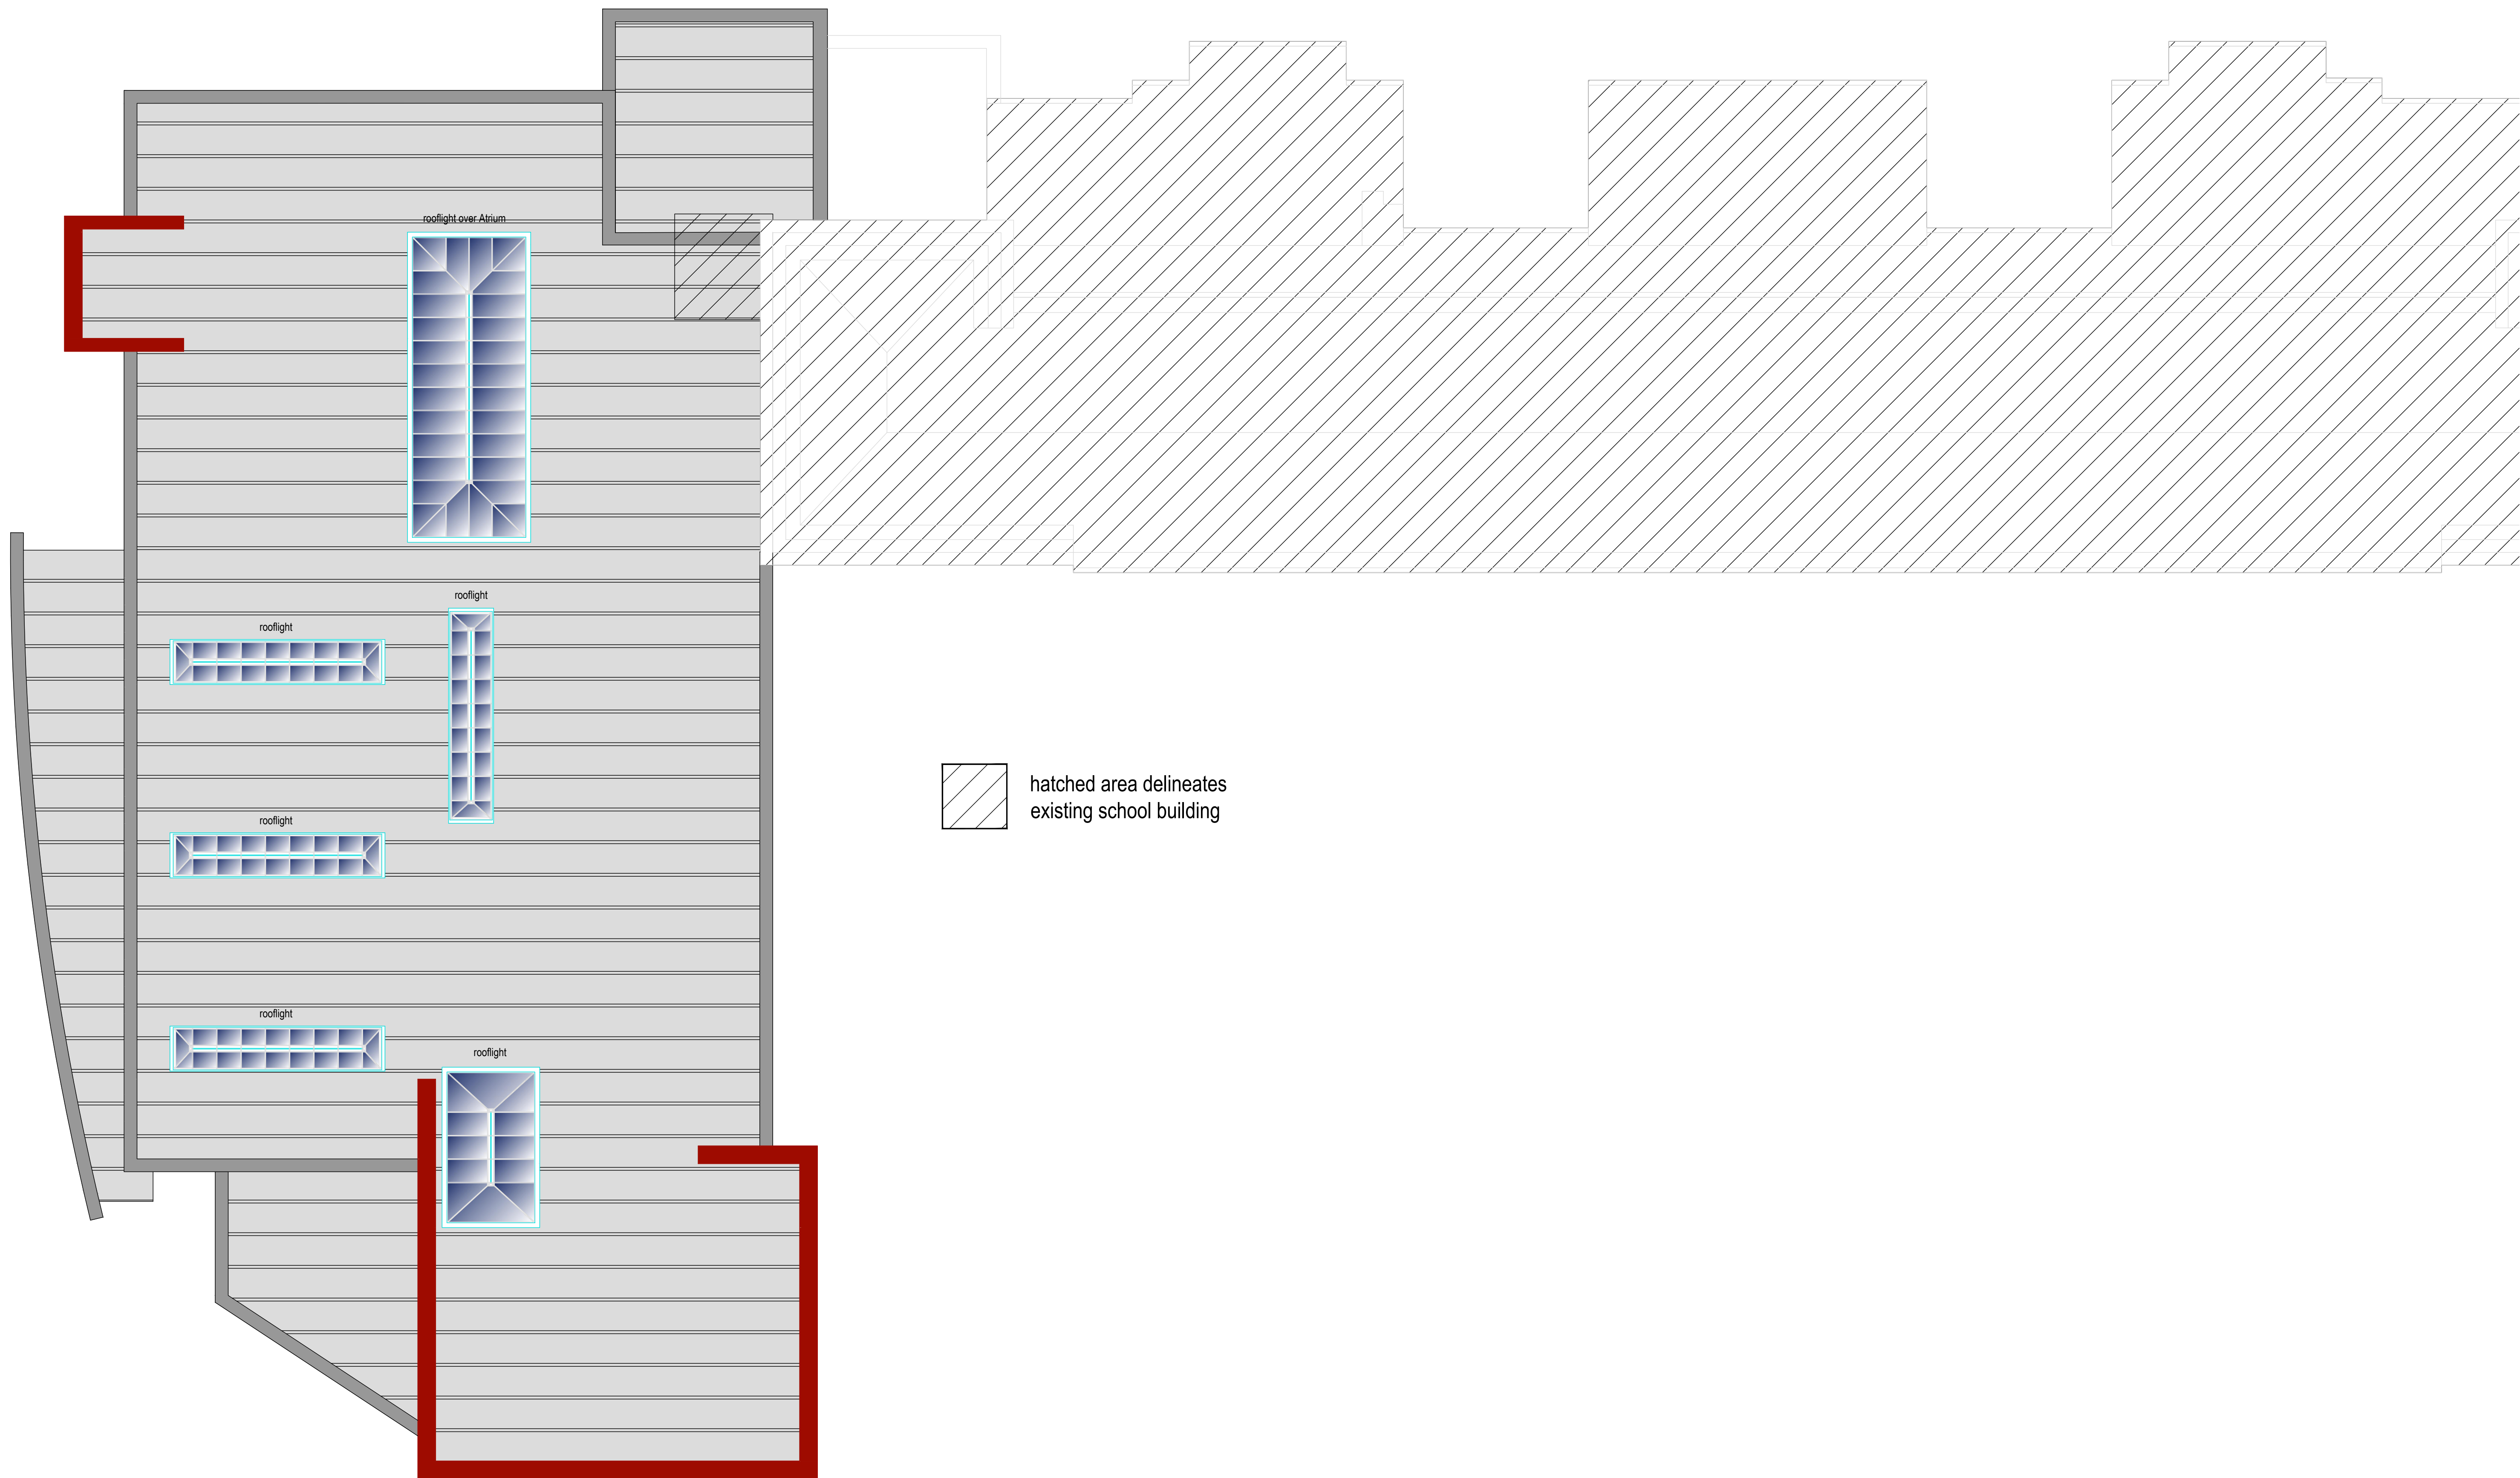 rooflight over Atrium
rooflight
rooflight
hatched area delineates
existing school building
rooflight
rooflight
rooflight